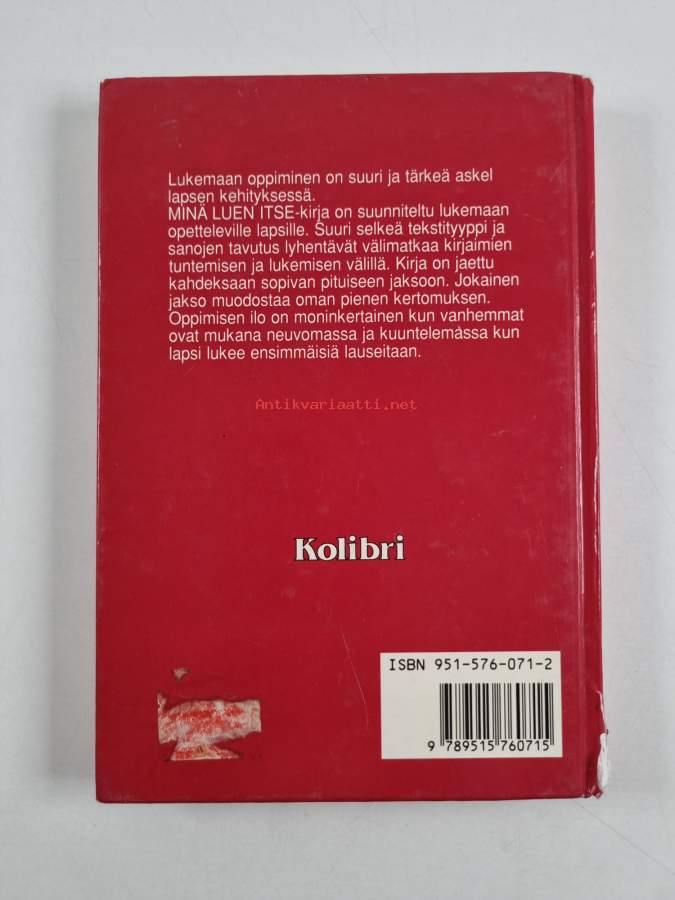 Lukemaan oppiminen on suuri ja tärkeä askel
lapsen kehityksessä.
MINÄ LUEN ITSE-kirja on suunniteltu lukemaan
opetteleville lapsille. Suuri selkeä tekstityyppi ja
sanojen tavutus lyhentävät välimatkaa kirjaimien
tuntemisen ja lukemisen välillä. Kirja on jaettu
kahdeksaan sopivan pituiseen jaksoon. Jokainen
jakso muodostaa oman pienen kertomuksen.
Oppimisen ilo on moninkertainen kun vanhemmat
ovat mukana neuvomassa ja kuuntelemassa kun
lapsi lukee ensimmäisiä lauseitaan.
Antikvariaatti.net
Kolibri
ISBN 951-576-071-2
9 789515 760715